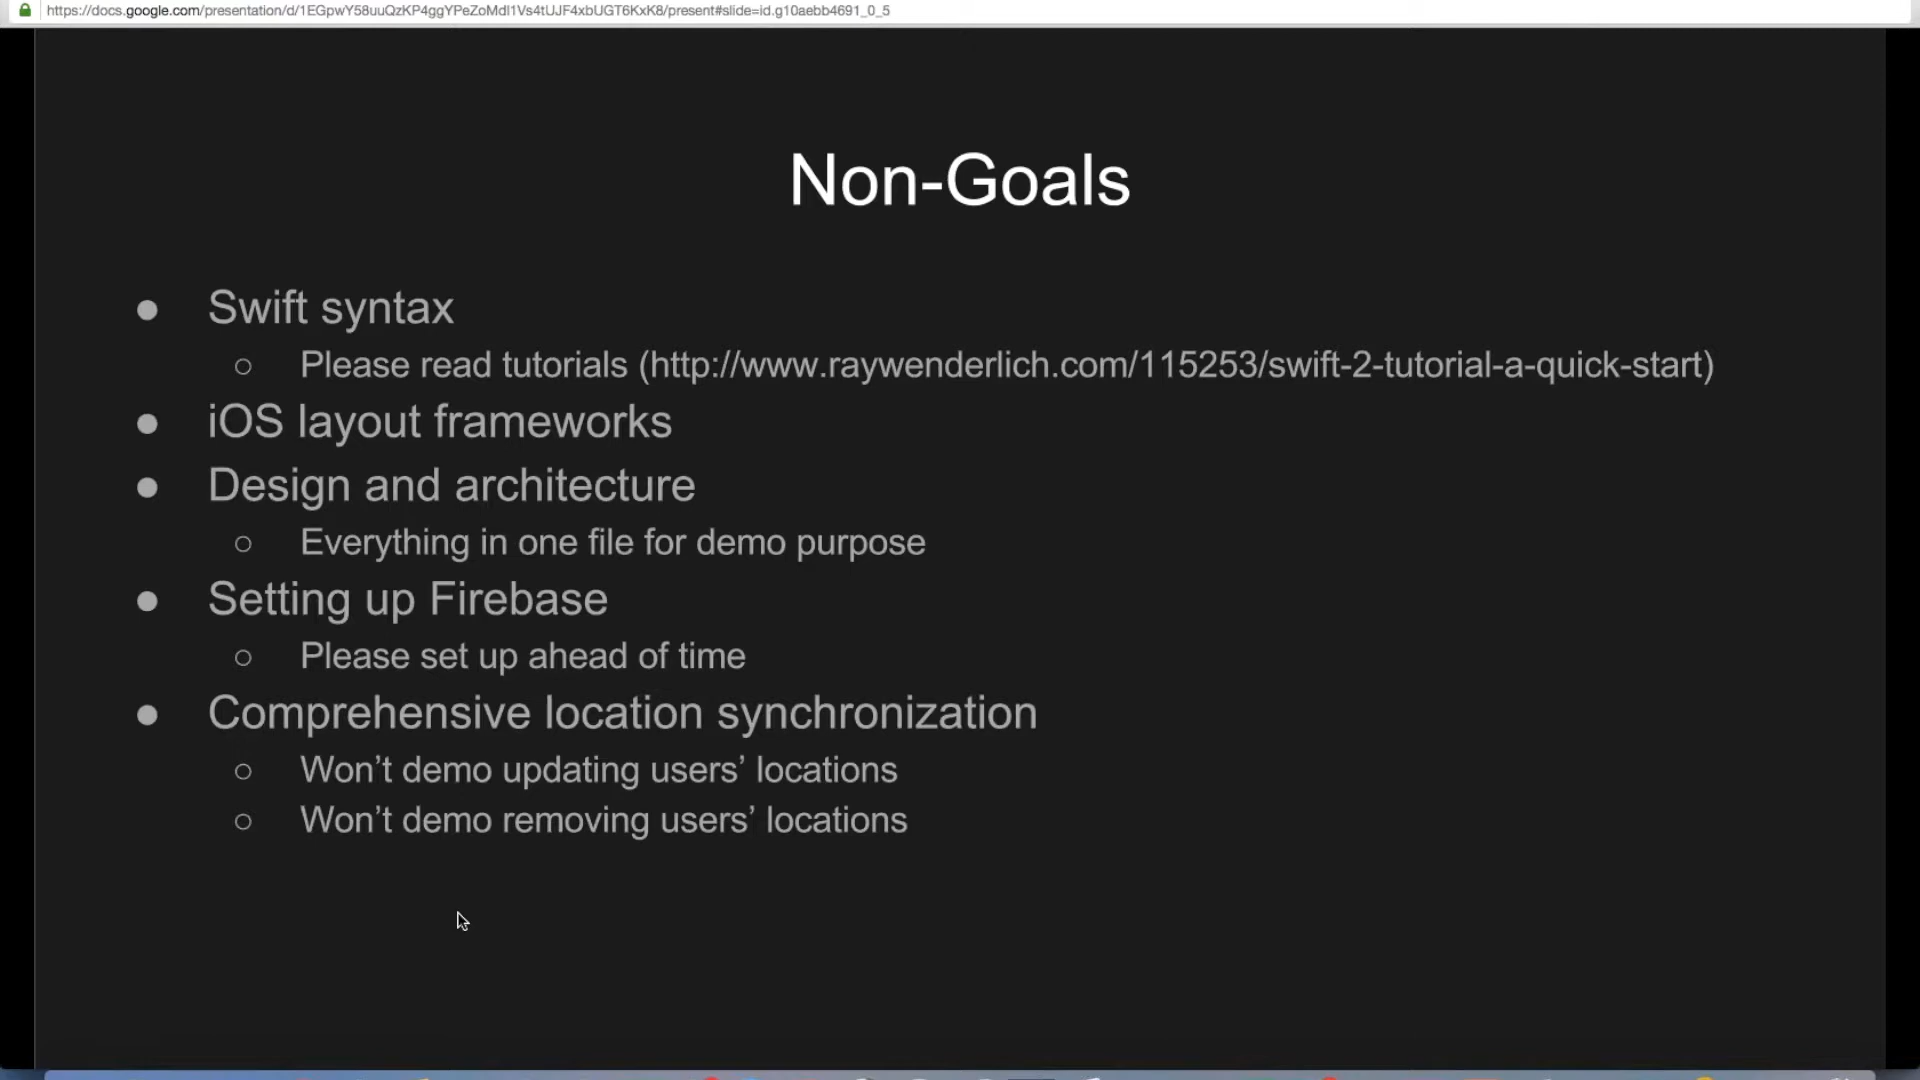 https://docs.google.com/presentation/d/1EGpwY58uuQzKP4ggYPeZoMdl1Vs4tUJF4xbUGT6KxK8/present#slide=id.g10aebb4691_0_5
Non-Goals
● Swift syntax
○ Please read tutorials (http://www.raywenderlich.com/115253/swift-2-tutorial-a-quick-start)
● iOS layout frameworks
● Design and architecture
○ Everything in one file for demo purpose
● Setting up Firebase
○ Please set up ahead of time
● Comprehensive location synchronization
○ Won’t demo updating users’ locations
○ Won’t demo removing users’ locations